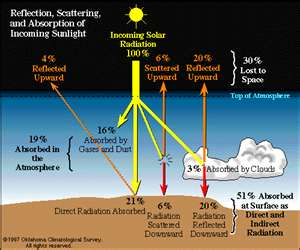 Reflection, Scattering,
and Absorption of
Incoming Sunlight
Incoming Solar
Radiation
100%
4%
Reflected
Upward
6%
Scattered
Upward
20%
Reflected
Upward
30%
Lost to
Space
Top of Atmosphere
19%
Absorbed
in the
Atmosphere
16%
Absorbed by
Gases and Dust
3% Absorbed by Clouds
21%
Direct Radiation Absorbed
6%
Radiation
Scattered
Downward
20%
Radiation
Reflected
Downward
51% Absorbed
at Surface as
Direct and
Indirect
Radiation
©1997 Oklahoma Climatological Survey.
All rights reserved.